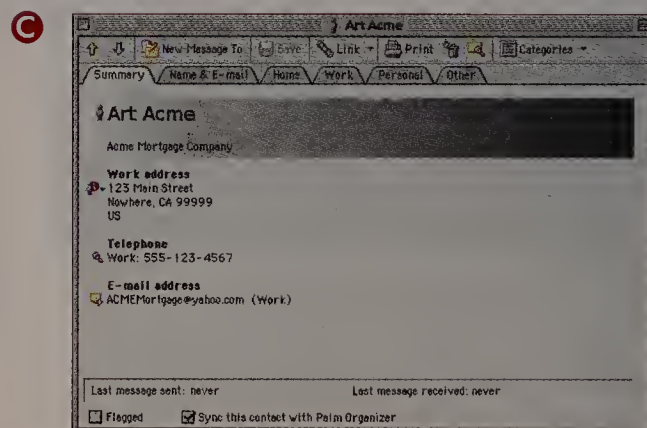 C
Art Acme
New Message To Save Link Print Categories
Summary Name & E-mail Home Work Personal Other
Art Acme
Acme Mortgage Company
Work address
123 Main Street
Nowhere, CA 99999
US
Telephone
Work: 555-123-4567
E-mail address
ACMEMortgage@yahoo.com (Work)
Last message sent: never Last message received: never
Flagged Sync this contact with Palm Organizer